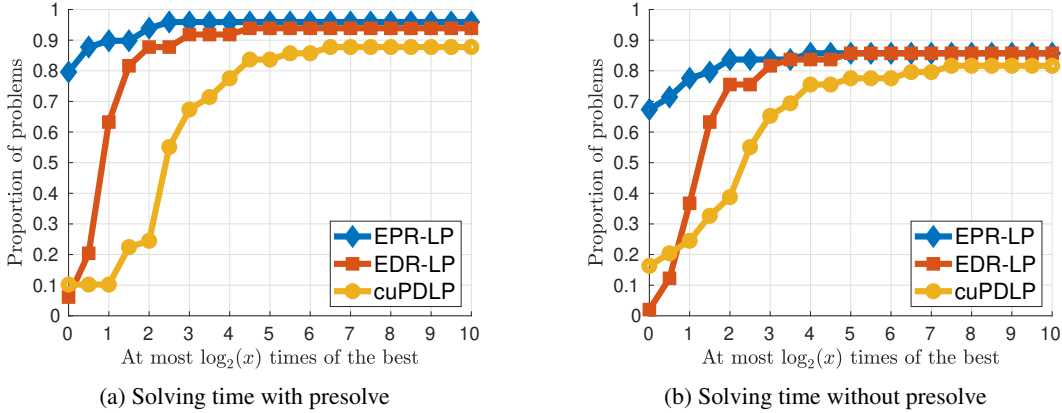 1
0.9
0.8
0.7
0.6
0.5
0.4
0.3
0.2
0.1
0
Proportion of problems
EPR-LP
EDR-LP
cuPDLP
0 1 2 3 4 5 6 7 8 9 10
At most log₂(x) times of the best
(a) Solving time with presolve
1
0.9
0.8
0.7
0.6
0.5
0.4
0.3
0.2
0.1
0
Proportion of problems
EPR-LP
EDR-LP
cuPDLP
0 1 2 3 4 5 6 7 8 9 10
At most log₂(x) times of the best
(b) Solving time without presolve